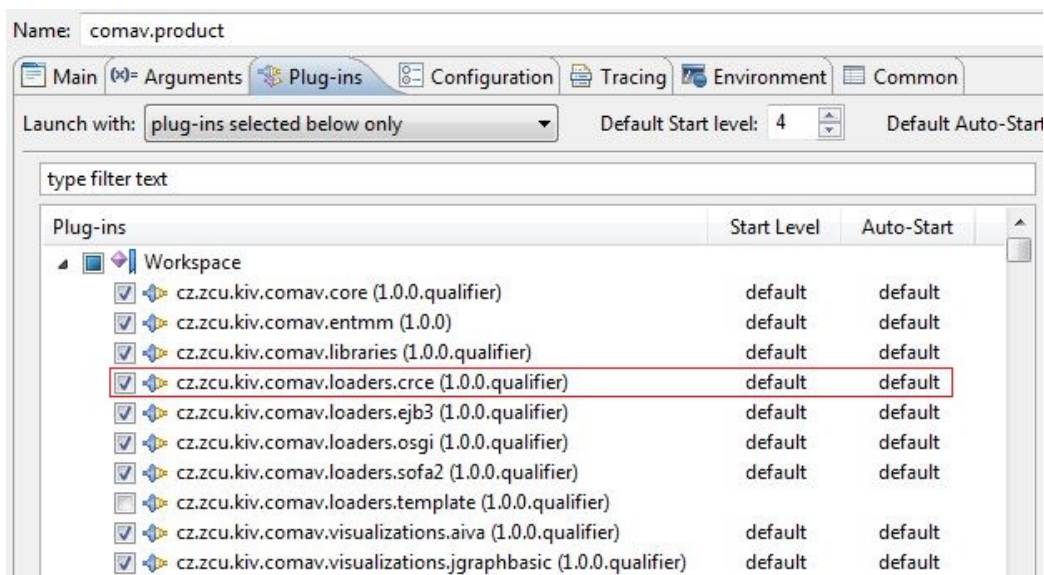 Name: comav.product
Main (x)= Arguments Plug-ins Configuration Tracing Environment Common
Launch with: plug-ins selected below only Default Start level: 4 Default Auto-Start
type filter text
Plug-ins Start Level Auto-Start
Workspace
cz.zcu.kiv.comav.core (1.0.0.qualifier) default default
cz.zcu.kiv.comav.entmm (1.0.0) default default
cz.zcu.kiv.comav.libraries (1.0.0.qualifier) default default
cz.zcu.kiv.comav.loaders.crce (1.0.0.qualifier) default default
cz.zcu.kiv.comav.loaders.ejb3 (1.0.0.qualifier) default default
cz.zcu.kiv.comav.loaders.osgi (1.0.0.qualifier) default default
cz.zcu.kiv.comav.loaders.sofa2 (1.0.0.qualifier) default default
cz.zcu.kiv.comav.loaders.template (1.0.0.qualifier)
cz.zcu.kiv.comav.visualizations.aiva (1.0.0.qualifier) default default
cz.zcu.kiv.comav.visualizations.jgraphbasic (1.0.0.qualifier) default default